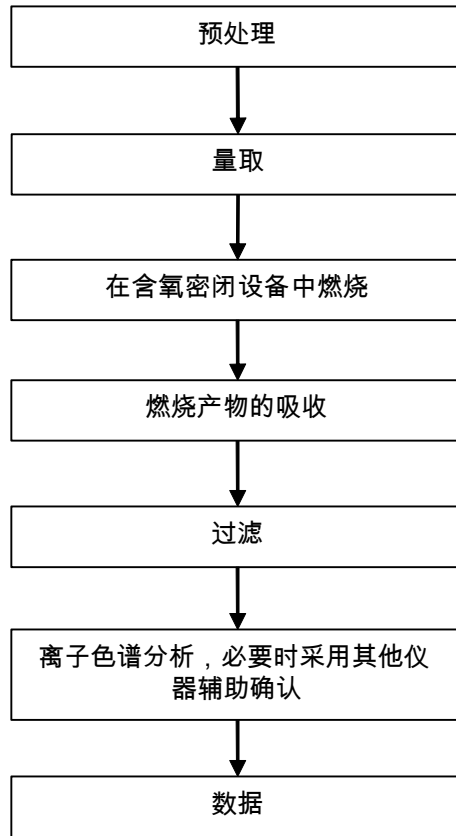 预处理
量取
在含氧密闭设备中燃烧
燃烧产物的吸收
过滤
离子色谱分析，必要时采用其他仪
器辅助确认
数据